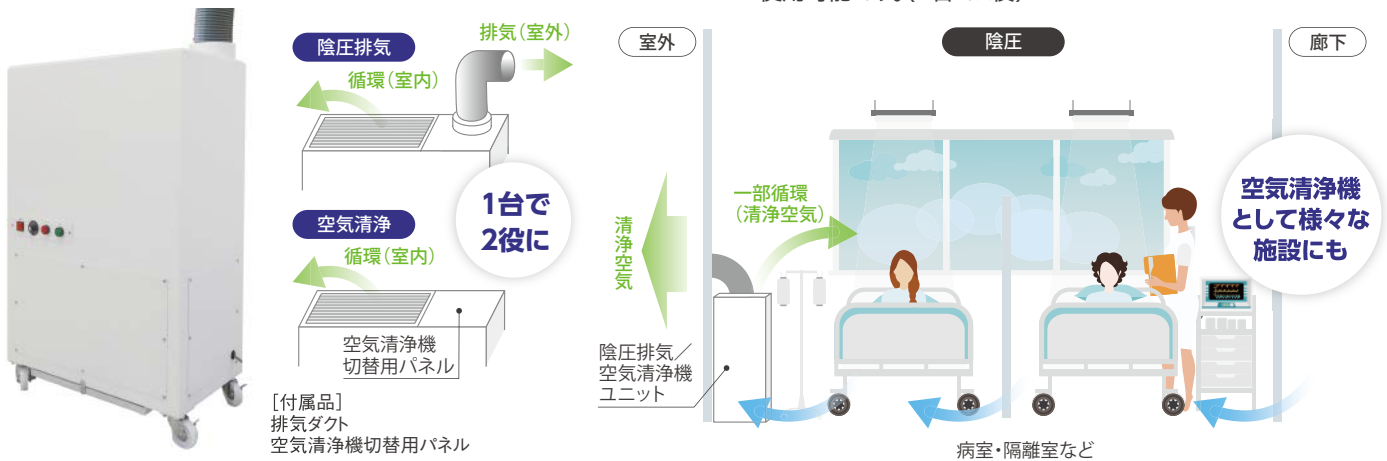 陰圧排気
排気(室外)
循環(室内)
1台で
2役に
空気清浄
循環(室内)
空気清浄機
切替用パネル
[付属品]
排気ダクト
空気清浄機切替用パネル
室外
陰圧
廊下
清浄空気
一部循環
(清浄空気)
空気清浄機
として様々な
施設にも
陰圧排気/
空気清浄機
ユニット
病室・隔離室など